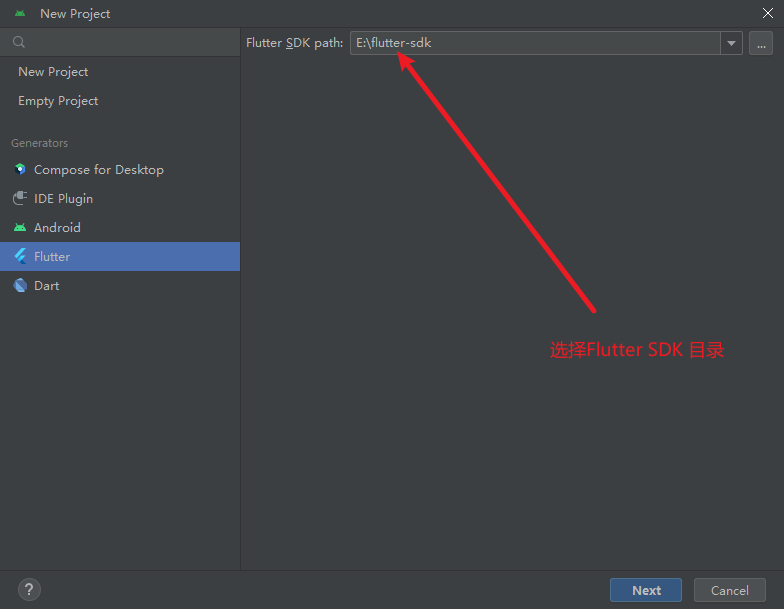 New Project
Flutter SDK path: E:\flutter-sdk ...
New Project
Empty Project
Generators
Compose for Desktop
IDE Plugin
Android
Flutter
Dart
选择Flutter SDK 目录
? Next Cancel